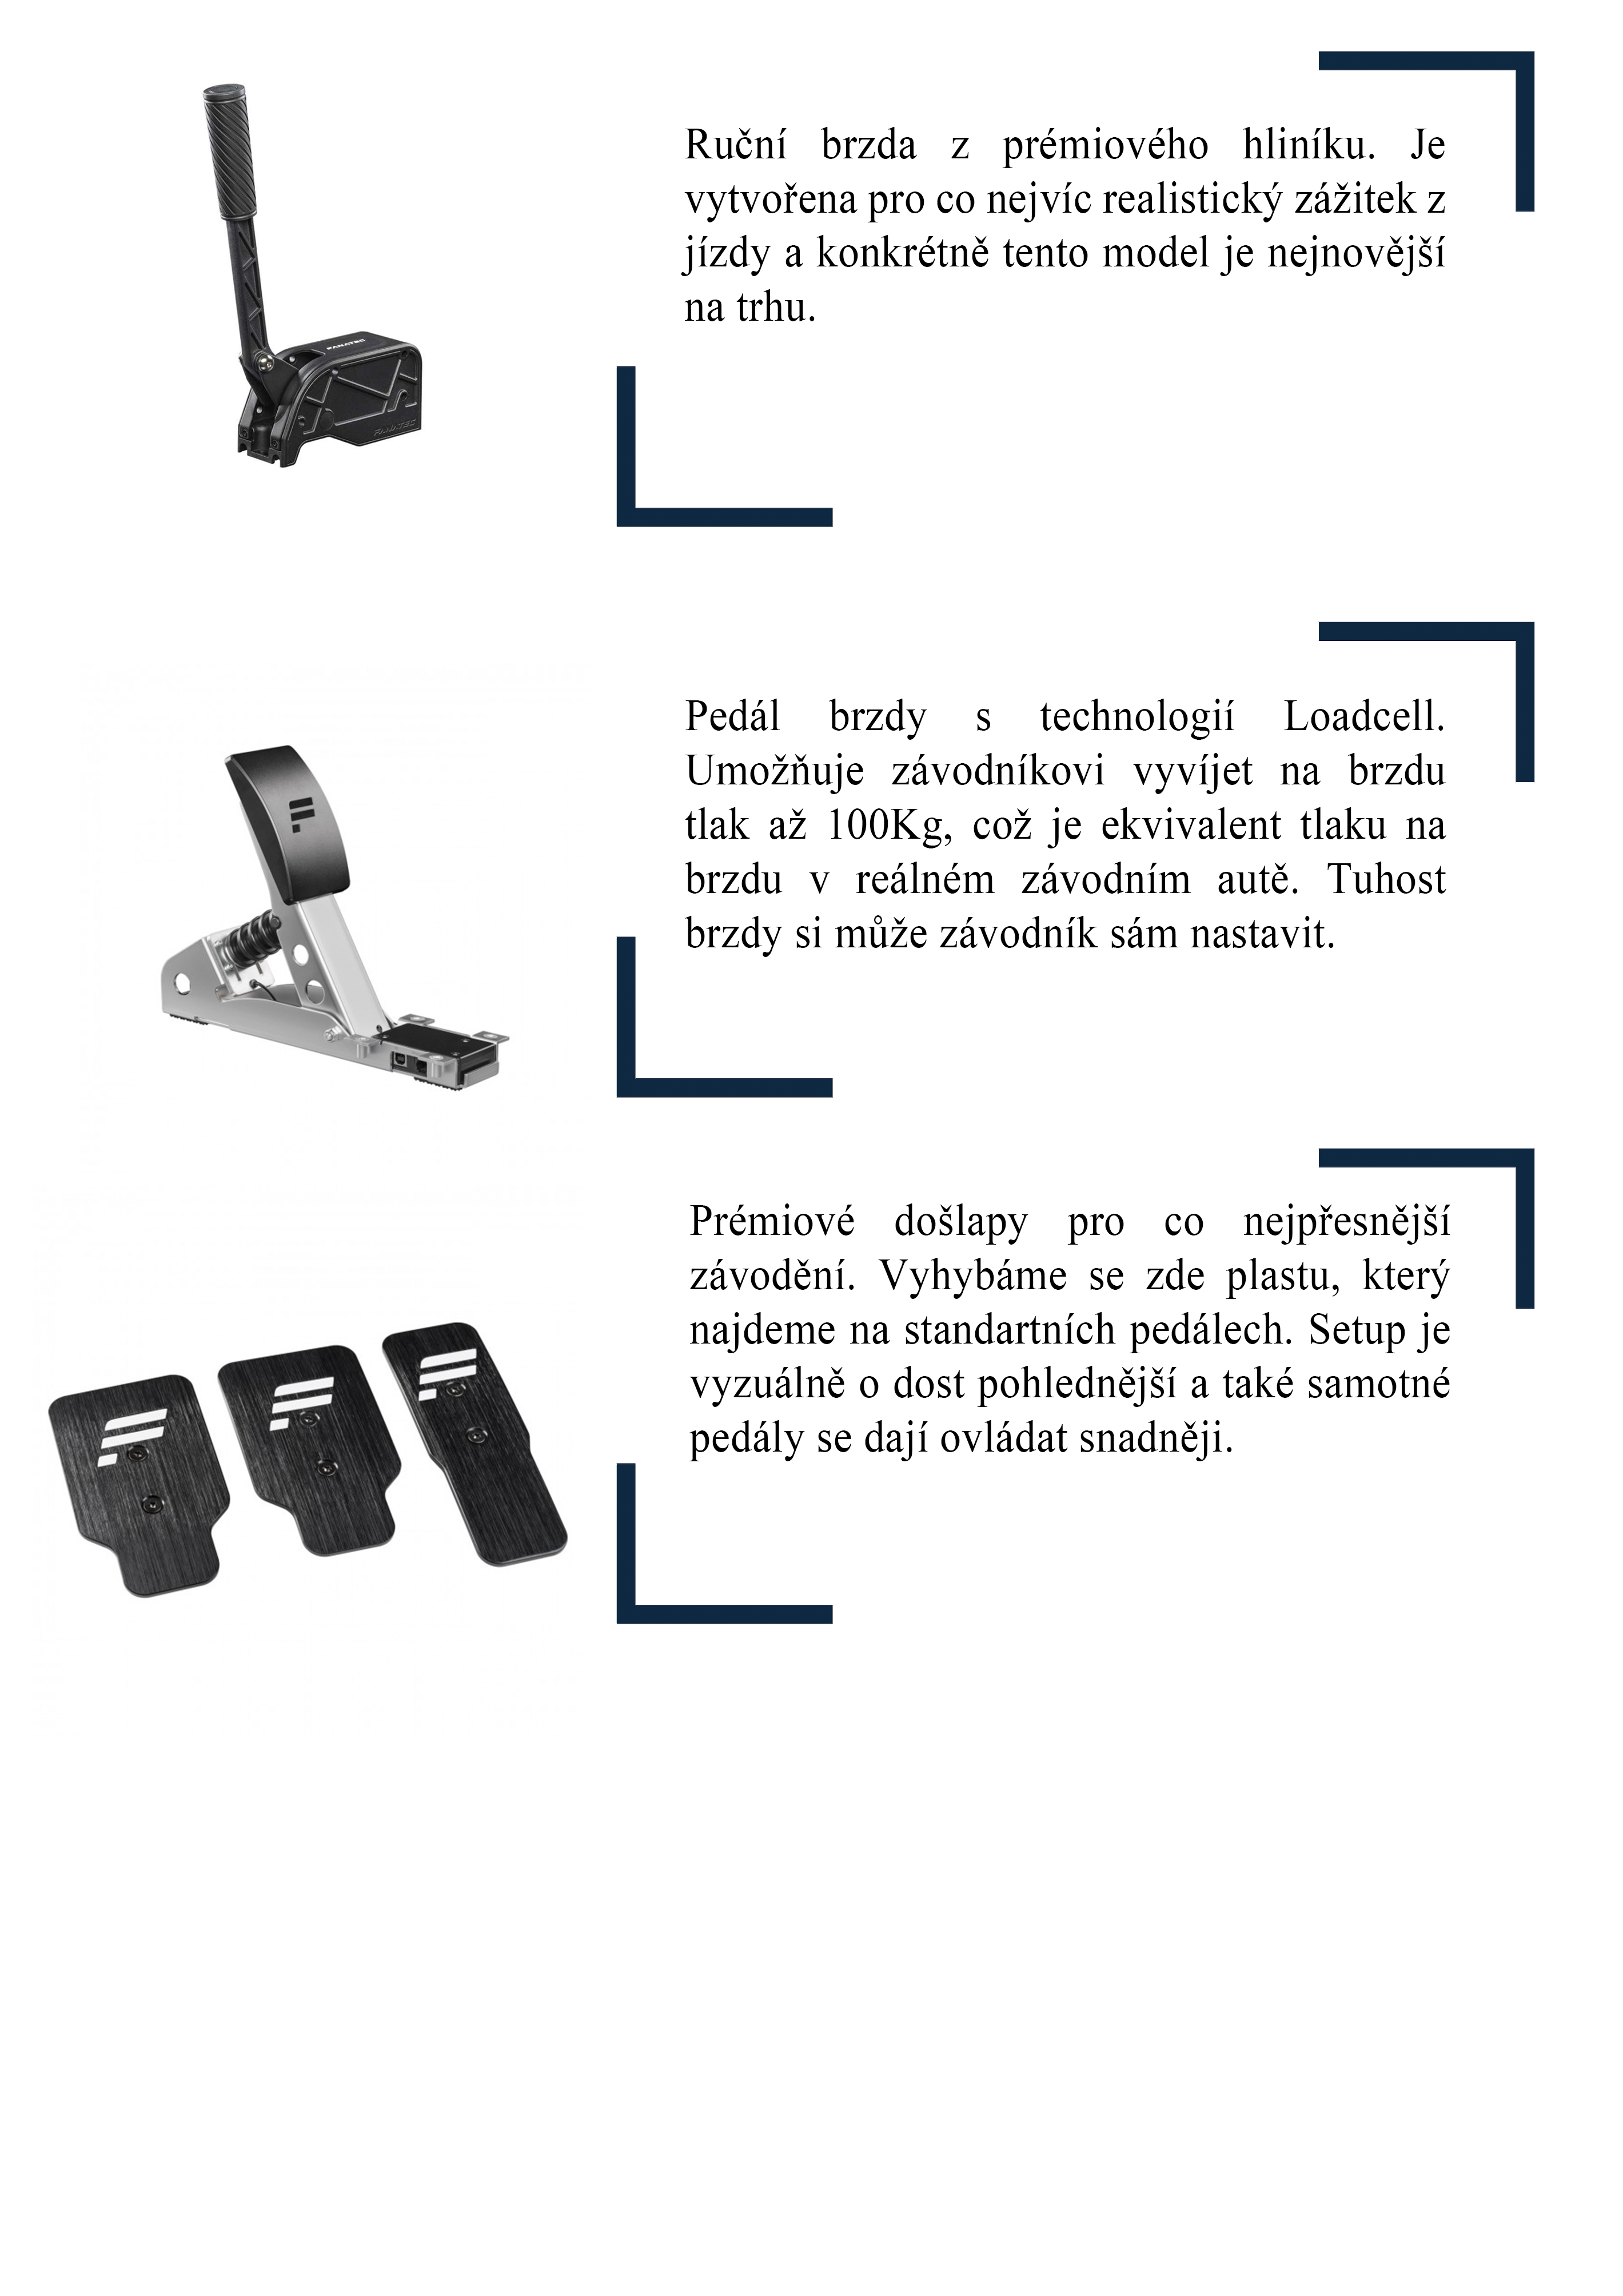 FANATEC
FANATEC
Ruční brzda z prémiového hliníku. Je
vytvořena pro co nejvíc realistický zážitek z
jízdy a konkrétně tento model je nejnovější
na trhu.
Pedál brzdy s technologií Loadcell.
Umožňuje závodníkovi vyvíjet na brzdu
tlak až 100Kg, což je ekvivalent tlaku na
brzdu v reálném závodním autě. Tuhost
brzdy si může závodník sám nastavit.
Prémiové došlapy pro co nejpřesnější
závodění. Vyhybáme se zde plastu, který
najdeme na standartních pedálech. Setup je
vyzuálně o dost pohlednější a také samotné
pedály se dají ovládat snadněji.